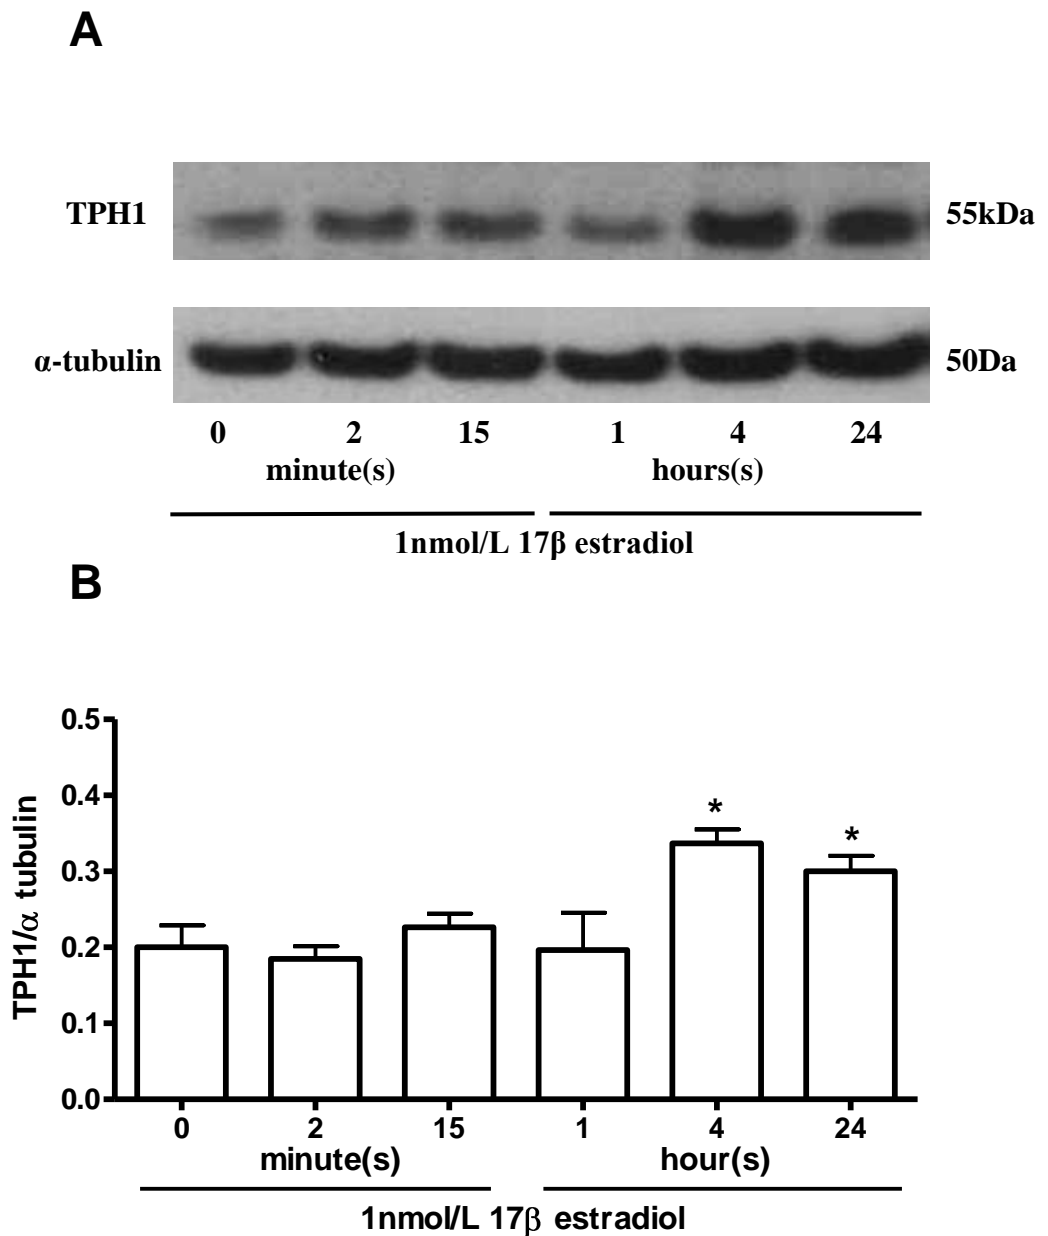 A
TPH1
55kDa
α-tubulin
50Da
0 2 15 1 4 24
minute(s) hours(s)
1nmol/L 17β estradiol
B
0.5
0.4
0.3
0.2
0.1
0.0
TPH1/α tubulin
*
*
0 2 15 1 4 24
minute(s) hour(s)
1nmol/L 17β estradiol